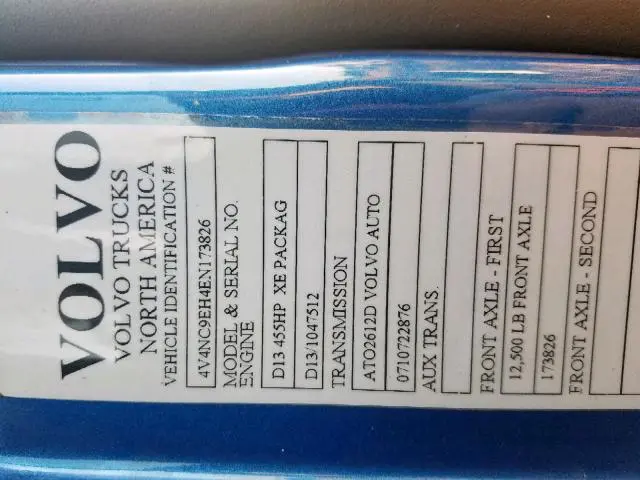 VOLVO
VOLVO TRUCKS
NORTH AMERICA
VEHICLE IDENTIFICATION #
4V4NC9EH4EN173826
MODEL & SERIAL NO.
ENGINE
D13 455HP XE PACKAG
D13/1047512
TRANSMISSION
ATO2612D VOLVO AUTO
0710722876
AUX TRANS.
FRONT AXLE - FIRST
12,500 LB FRONT AXLE
173826
FRONT AXLE - SECOND